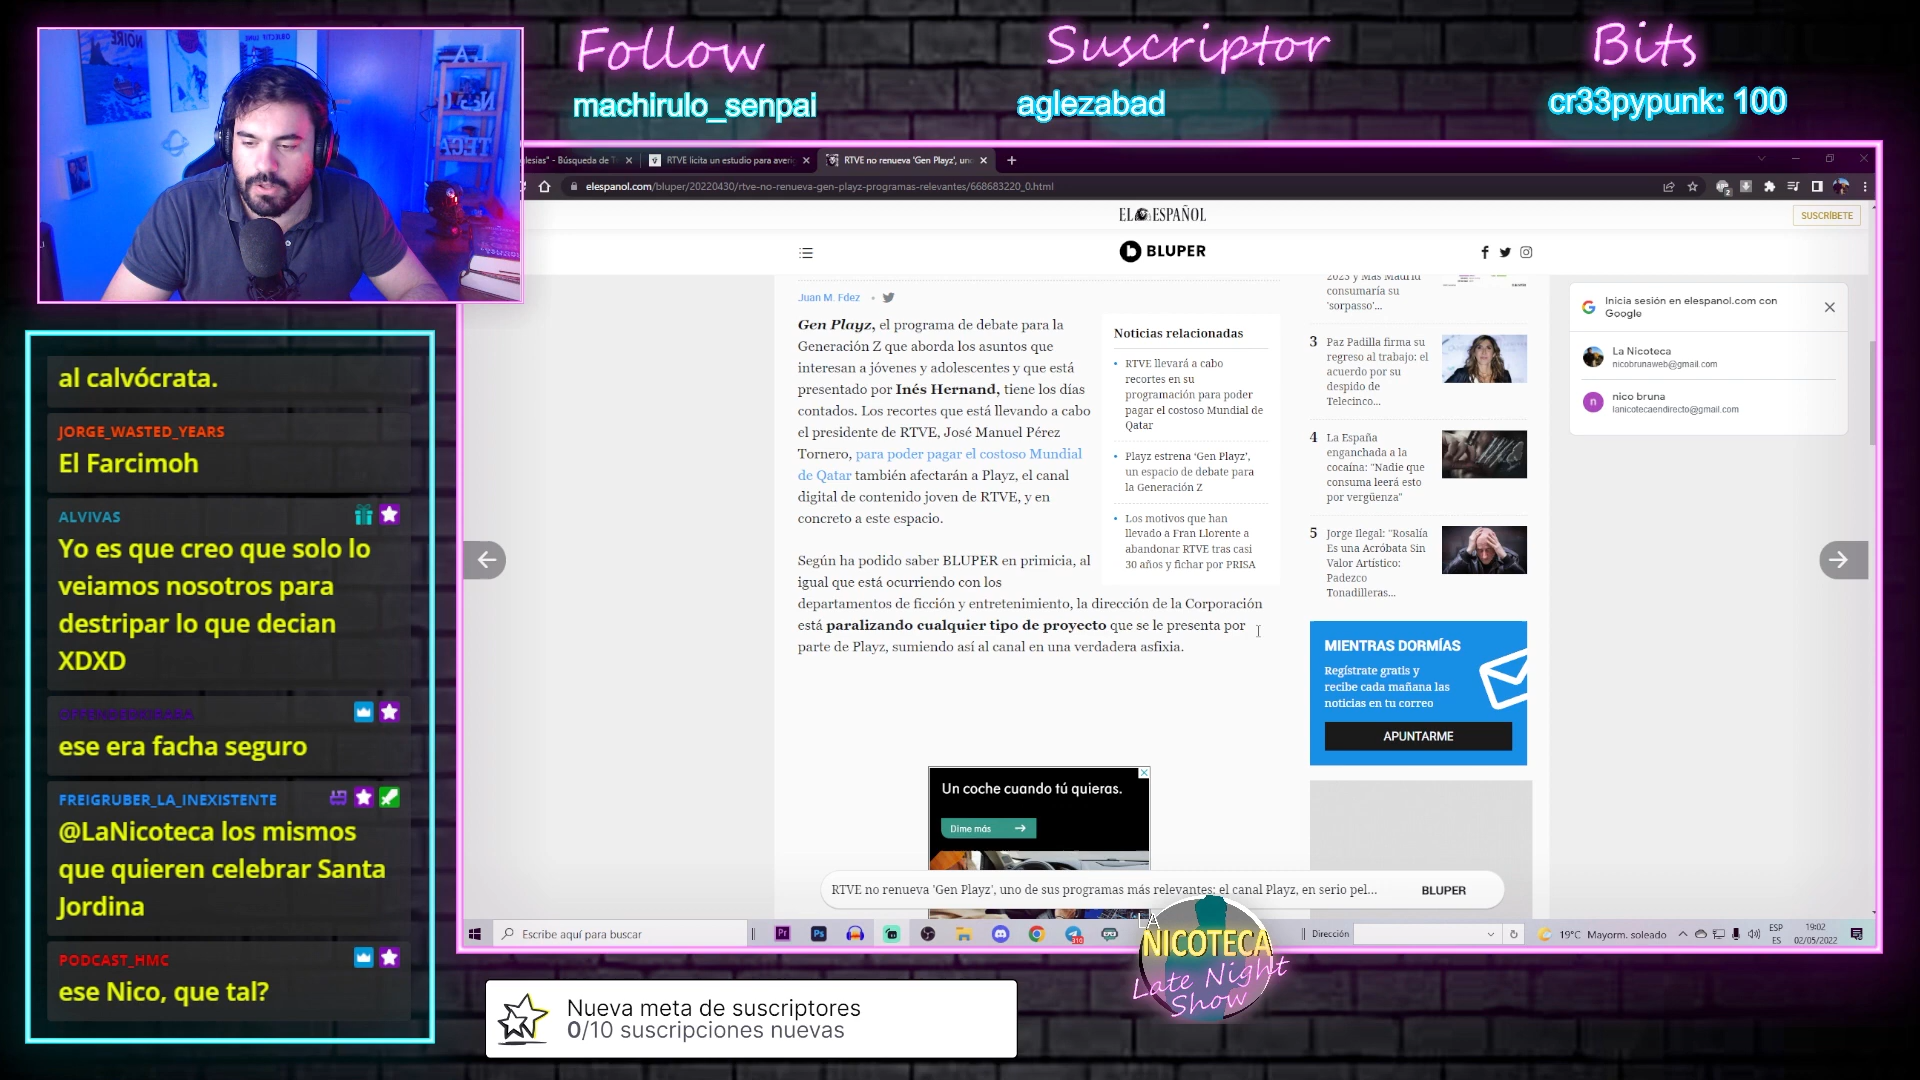 Follow
machirulo_senpai
Suscriptor
aglezabad
Bits
cr33pypunk: 100
al calvócrata.
JORGE_WASTED_YEARS
El Farcimoh
ALVIVAS
Yo es que creo que solo lo
veiamos nosotros para
destripar lo que decian
XDXD
ese era facha seguro
FREIGRUBER_LA_INEXISTENTE
@LaNicoteca los mismos
que quieren celebrar Santa
Jordina
PODCAST_HMC
ese Nico, que tal?
glesias" - Búsqueda de T
RTVE licita un estudio para averig
RTVE no renueva 'Gen Playz', uno
elespanol.com/bluper/20220430/rtve-no-renueva-gen-playz-programas-relevantes/668683220_0.html
EL ESPAÑOL
SUSCRÍBETE
BLUPER
Juan M. Fdez
Gen Playz, el programa de debate para la
Generación Z que aborda los asuntos que
interesan a jóvenes y adolescentes y que está
presentado por Inés Hernand, tiene los días
contados. Los recortes que está llevando a cabo
el presidente de RTVE, José Manuel Pérez
Tornero, para poder pagar el costoso Mundial
de Qatar también afectarán a Playz, el canal
digital de contenido joven de RTVE, y en
concreto a este espacio.
Según ha podido saber BLUPER en primicia, al
igual que está ocurriendo con los
departamentos de ficción y entretenimiento, la dirección de la Corporación
está paralizando cualquier tipo de proyecto que se le presenta por
parte de Playz, sumiendo así al canal en una verdadera asfixia.
Noticias relacionadas
RTVE llevará a cabo
recortes en su
programación para poder
pagar el costoso Mundial de
Qatar
Playz estrena ‘Gen Playz’,
un espacio de debate para
la Generación Z
Los motivos que han
llevado a Fran Llorente a
abandonar RTVE tras casi
30 años y fichar por PRISA
2023 y Más Madrid
consumaría su
'sorpasso'...
3 Paz Padilla firma su
regreso al trabajo: el
acuerdo por su
despido de
Telecinco...
4 La España
enganchada a la
cocaína: "Nadie que
consuma leerá esto
por vergüenza"
5 Jorge Ilegal: "Rosalía
Es una Acróbata Sin
Valor Artístico:
Padezco
Tonadilleras...
MIENTRAS DORMÍAS
Regístrate gratis y
recibe cada mañana las
noticias en tu correo
APUNTARME
Inicia sesión en elespanol.com con
Google
La Nicoteca
nicobrunaweb@gmail.com
n
nico bruna
lanicotecaendirecto@gmail.com
Un coche cuando tú quieras.
Dime más
RTVE no renueva 'Gen Playz', uno de sus programas más relevantes: el canal Playz, en serio pel...
BLUPER
Escribe aquí para buscar
Pr
Ps
Dirección
19°C Mayorm. soleado
ESP
ES
19:02
02/05/2022
LA
NICOTECA
Late Night
Show
Nueva meta de suscriptores
0/10 suscripciones nuevas